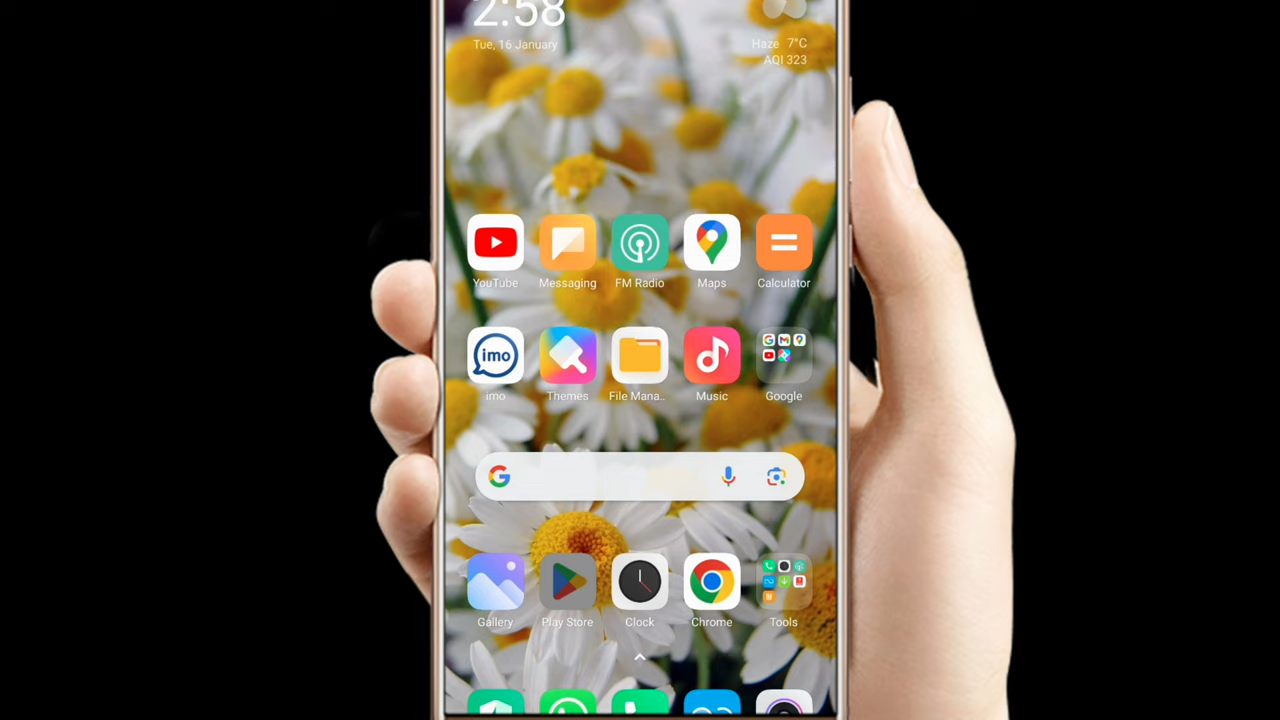 2:58
Tue, 16 January
Haze 7°C
AQI 323
YouTube
Messaging
FM Radio
Maps
Calculator
imo
imo
Themes
File Mana..
Music
Google
Gallery
Play Store
Clock
Chrome
Tools